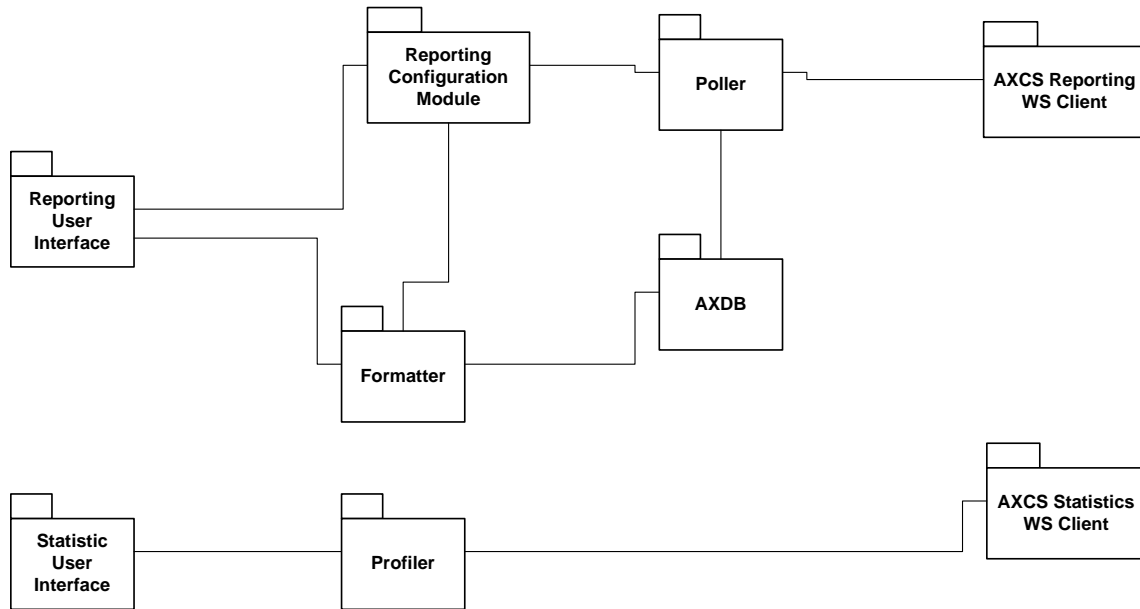 Reporting
Configuration
Module
Poller
AXCS Reporting
WS Client
Reporting
User
Interface
AXDB
Formatter
AXCS Statistics
WS Client
Statistic
User
Interface
Profiler